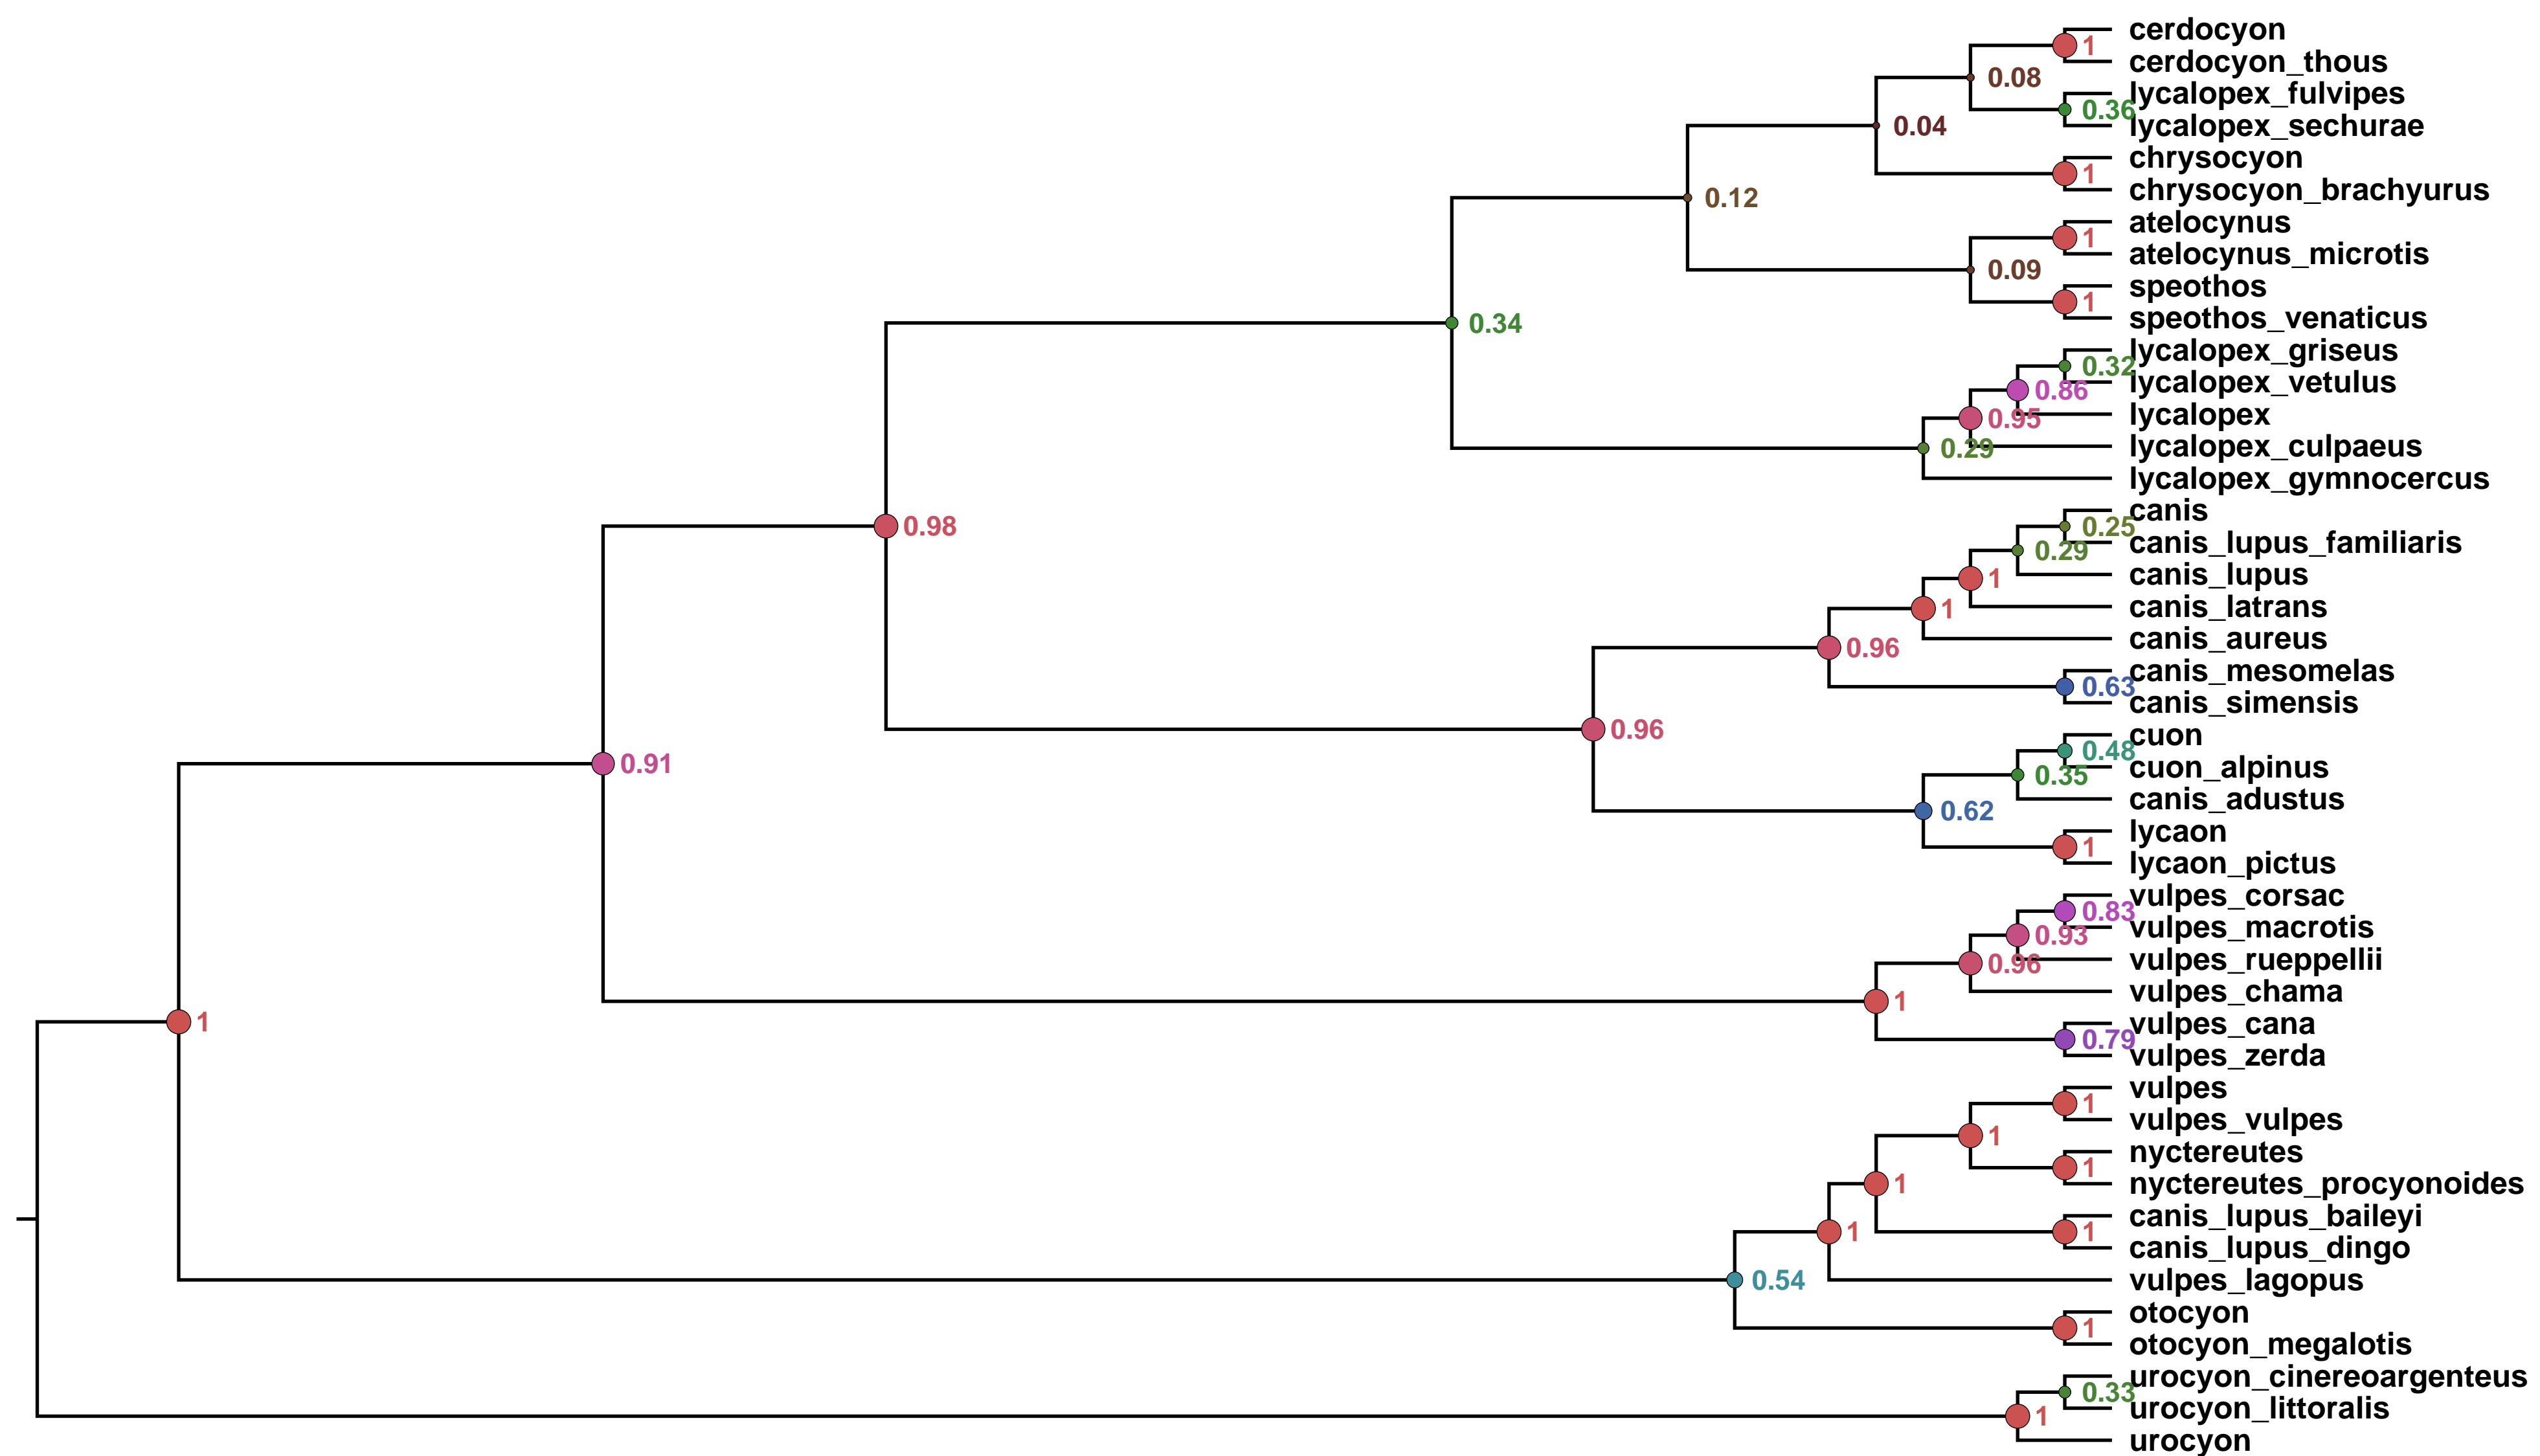 cerdocyon
1
cerdocyon_thous
0.08
lycalopex_fulvipes
0.36
lycalopex_sechurae
0.04
chrysocyon
1
chrysocyon_brachyurus
0.12
atelocynus
1
atelocynus_microtis
0.09
speothos
1
speothos_venaticus
0.34
lycalopex_griseus
0.32
lycalopex_vetulus
0.86
lycalopex
0.95
lycalopex_culpaeus
0.29
lycalopex_gymnocercus
canis
0.25
0.98
canis_lupus_familiaris
0.29
canis_lupus
1
canis_latrans
1
canis_aureus
0.96
canis_mesomelas
0.63
canis_simensis
0.96
cuon
0.48
0.91
cuon_alpinus
0.35
canis_adustus
0.62
lycaon
1
lycaon_pictus
vulpes_corsac
0.83
vulpes_macrotis
0.93
vulpes_rueppellii
0.96
vulpes_chama
1
vulpes_cana
1
0.79
vulpes_zerda
vulpes
1
vulpes_vulpes
1
nyctereutes
1
nyctereutes_procyonoides
1
canis_lupus_baileyi
1
1
canis_lupus_dingo
vulpes_lagopus
0.54
otocyon
1
otocyon_megalotis
urocyon_cinereoargenteus
0.33
urocyon_littoralis
1
urocyon